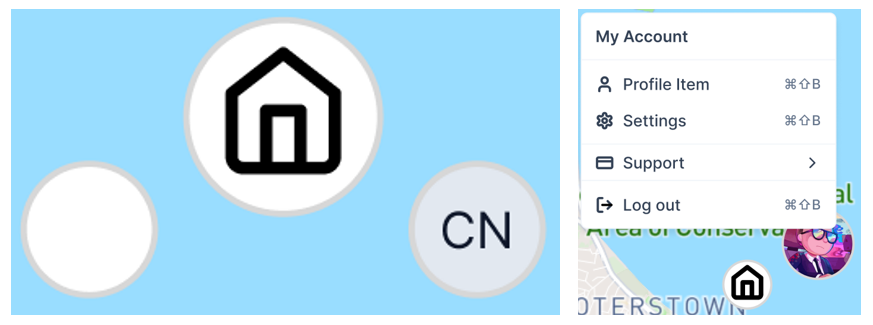 CN
My Account
Profile Item ⌘⇧B
Settings ⌘⇧B
Support
Log out ⌘⇧B
al
Area of Conserva
OTERSTOWN